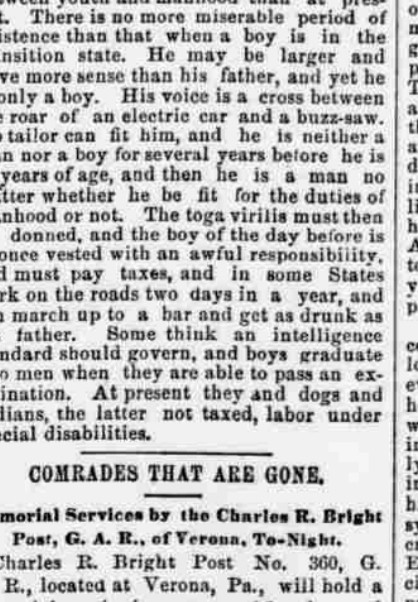 t. There is no more miserable period of
istence than that when a boy is in the
nsition state. He may be larger and
ve more sense than his father, and yet he
only a boy. His voice is a cross between
e roar of an electric car and a buzz-saw.
o tailor can fit him, and he is neither a
an nor a boy for several years before he is
years of age, and then he is a man no
tter whether he be fit for the duties of
anhood or not. The toga virilis must then
donned, and the boy of the day before is
once vested with an awful responsibility.
d must pay taxes, and in some States
rk on the roads two days in a year, and
n march up to a bar and get as drunk as
father. Some think an intelligence
andard should govern, and boys graduate
o men when they are able to pass an ex-
ination. At present they and dogs and
dians, the latter not taxed, labor under
ecial disabilities.
COMRADES THAT ARE GONE.
morial Services by the Charles R. Bright
Post, G. A. R., of Verona, To-Night.
Charles R. Bright Post No. 360, G.
R., located at Verona, Pa., will hold a